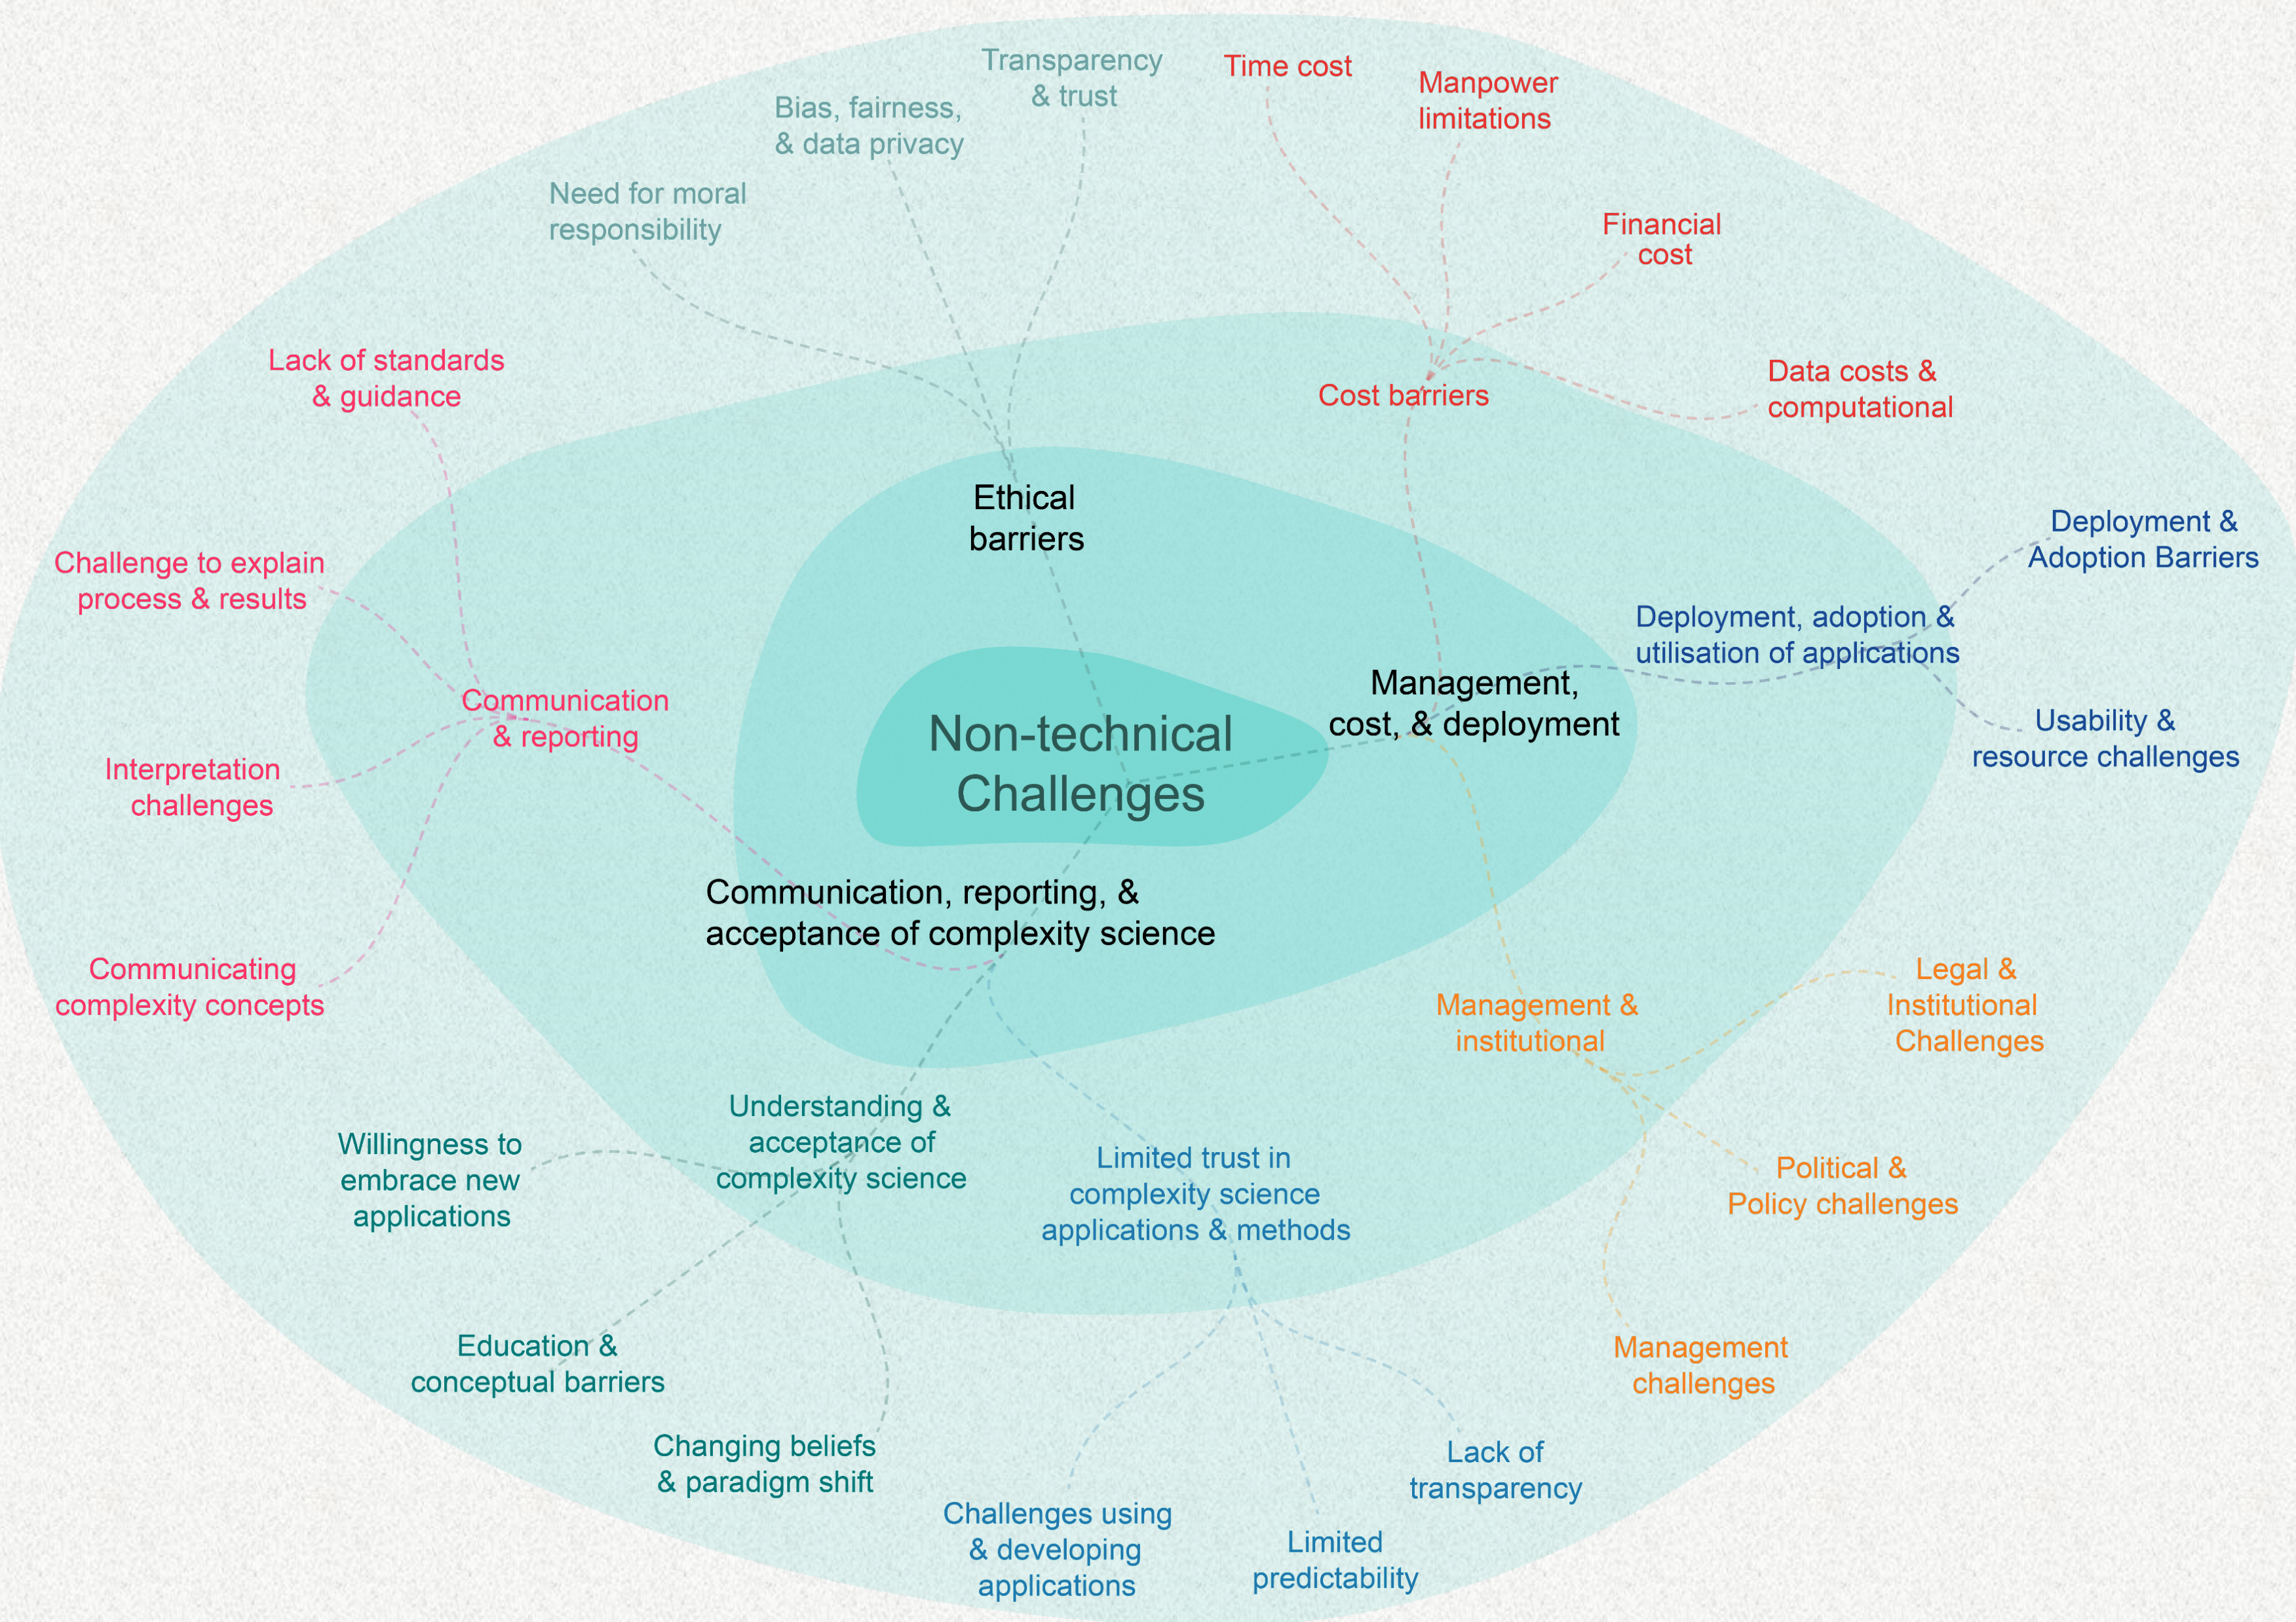 Transparency
& trust
Time cost
Manpower
limitations
Bias, fairness,
& data privacy
Need for moral
responsibility
Financial
cost
Lack of standards
& guidance
Cost barriers
Data costs &
computational
Ethical
barriers
Deployment &
Adoption Barriers
Challenge to explain
process & results
Deployment, adoption &
utilisation of applications
Communication
& reporting
Non-technical
Challenges
Management,
cost, & deployment
Usability &
resource challenges
Interpretation
challenges
Communication, reporting, &
acceptance of complexity science
Communicating
complexity concepts
Management &
institutional
Legal &
Institutional
Challenges
Understanding &
acceptance of
complexity science
Willingness to
embrace new
applications
Limited trust in
complexity science
applications & methods
Political &
Policy challenges
Education &
conceptual barriers
Management
challenges
Changing beliefs
& paradigm shift
Lack of
transparency
Challenges using
& developing
applications
Limited
predictability